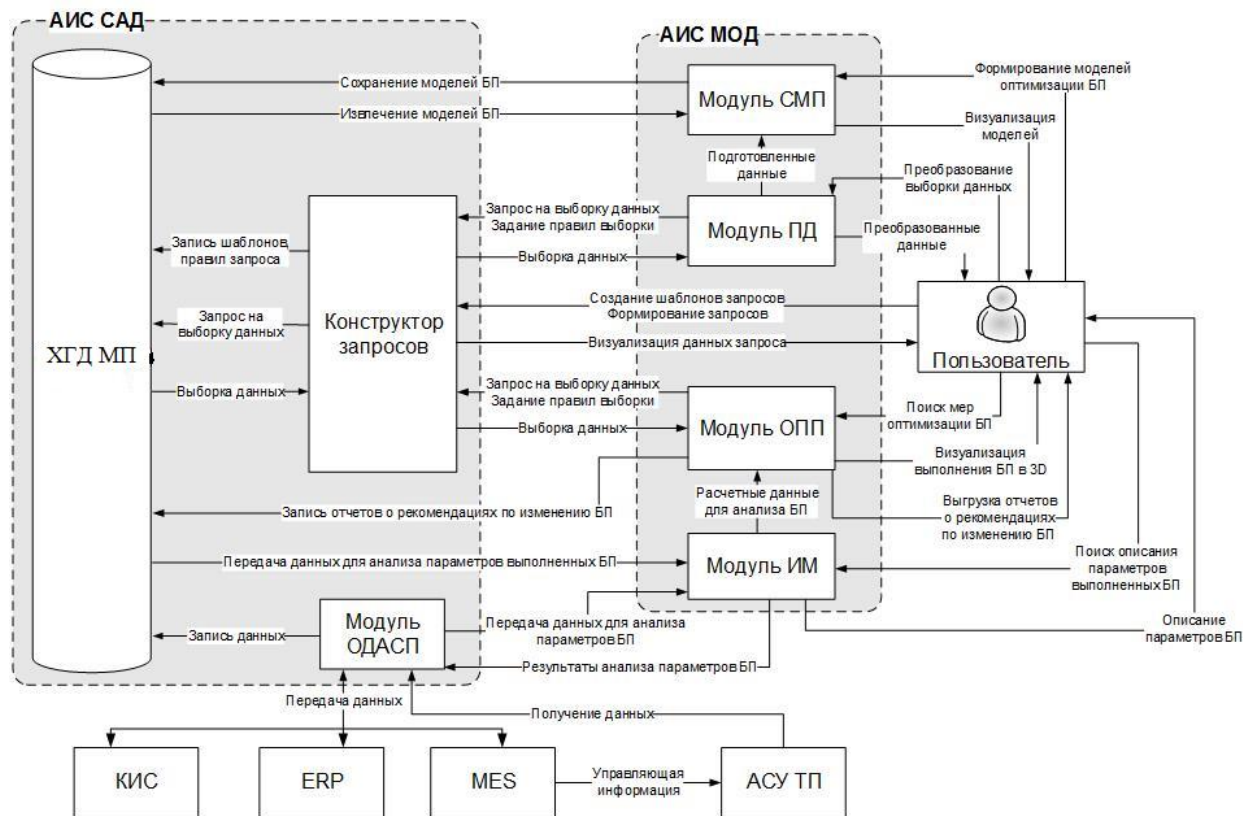 АИС САД
АИС МОД
Сохранение моделей БП
Извлечение моделей БП
Модуль СМП
Формирование моделей
оптимизации БП
Визуализация
моделей
Подготовленные
данные
Преобразование
выборки данных
Запрос на выборку данных
Задание правил выборки
Модуль ПД
Выборка данных
Преобразованные
данные
Запись шаблонов,
правил запроса
Создание шаблонов запросов
Формирование запросов
Запрос на
выборку данных
ХГД МП
Конструктор
запросов
Визуализация данных запроса
Пользователь
Выборка данных
Запрос на выборку данных
Задание правил выборки
Выборка данных
Модуль ОПП
Поиск мер
оптимизации БП
Визуализация
выполнения БП в 3D
Запись отчетов о рекомендациях по изменению БП
Расчетные данные
для анализа БП
Выгрузка отчетов
о рекомендациях
по изменению БП
Передача данных для анализа параметров выполненных БП
Модуль ИМ
Поиск описания
параметров
выполненных БП
Запись данных
Модуль
ОДАСП
Передача данных для анализа
параметров БП
Описание
параметров БП
Результаты анализа параметров БП
Передача данных
Получение данных
КИС
ERP
MES
Управляющая
информация
АСУ ТП